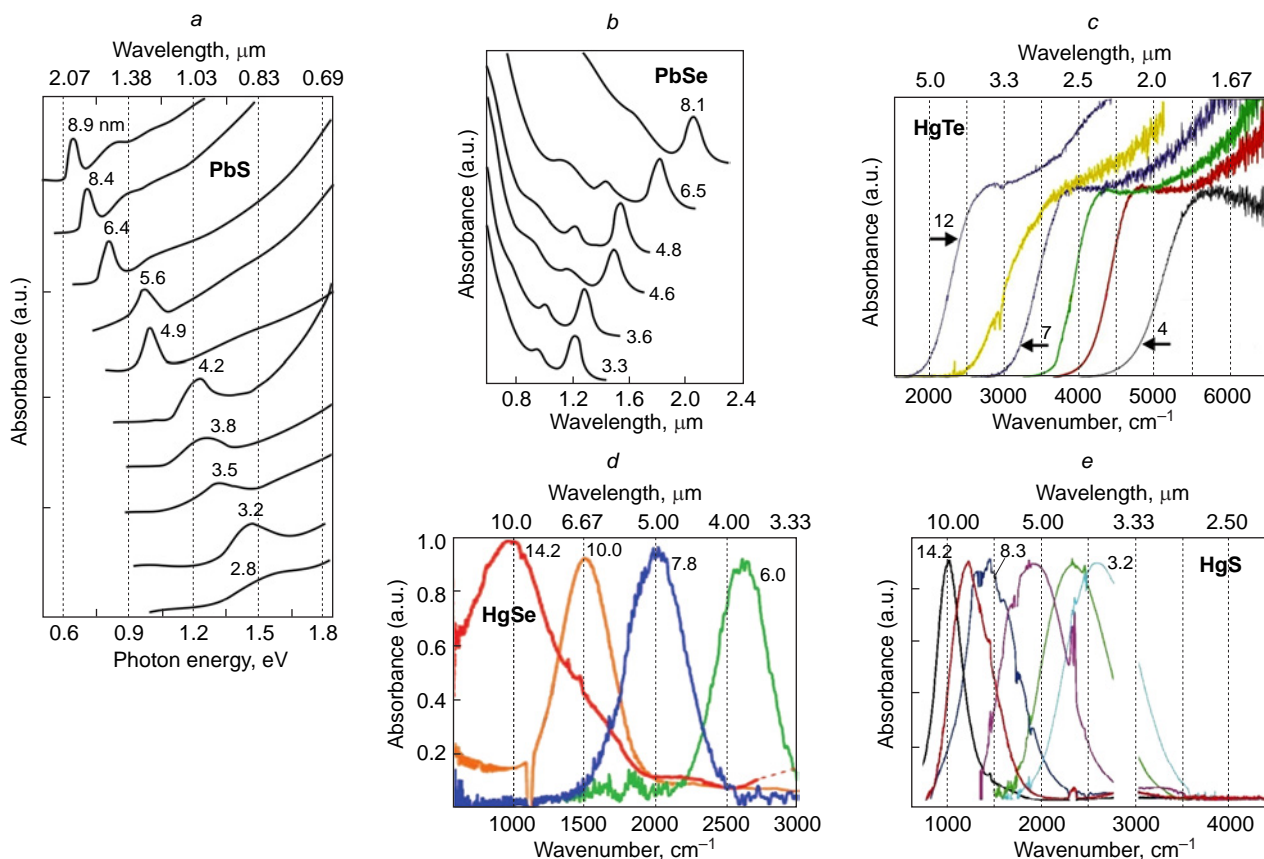 a
Wavelength, μm
2.07 1.38 1.03 0.83 0.69
8.9 nm
PbS
8.4
6.4
5.6
4.9
4.2
3.8
3.5
3.2
2.8
Absorbance (a.u.)
0.6 0.9 1.2 1.5 1.8
Photon energy, eV
b
PbSe
8.1
6.5
4.8
4.6
3.6
3.3
Absorbance (a.u.)
0.8 1.2 1.6 2.0 2.4
Wavelength, μm
c
Wavelength, μm
5.0 3.3 2.5 2.0 1.67
HgTe
12
7
4
Absorbance (a.u.)
2000 3000 4000 5000 6000
Wavenumber, cm⁻¹
d
Wavelength, μm
10.0 6.67 5.00 4.00 3.33
1.0
0.8
0.6
0.4
0.2
14.2 10.0 7.8 6.0
HgSe
Absorbance (a.u.)
1000 1500 2000 2500 3000
Wavenumber, cm⁻¹
e
Wavelength, μm
10.00 5.00 3.33 2.50
14.2 8.3 3.2 HgS
Absorbance (a.u.)
1000 2000 3000 4000
Wavenumber, cm⁻¹